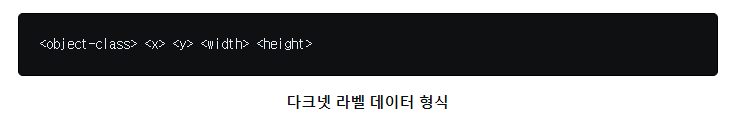 <object-class> <x> <y> <width> <height>
다크넷 라벨 데이터 형식